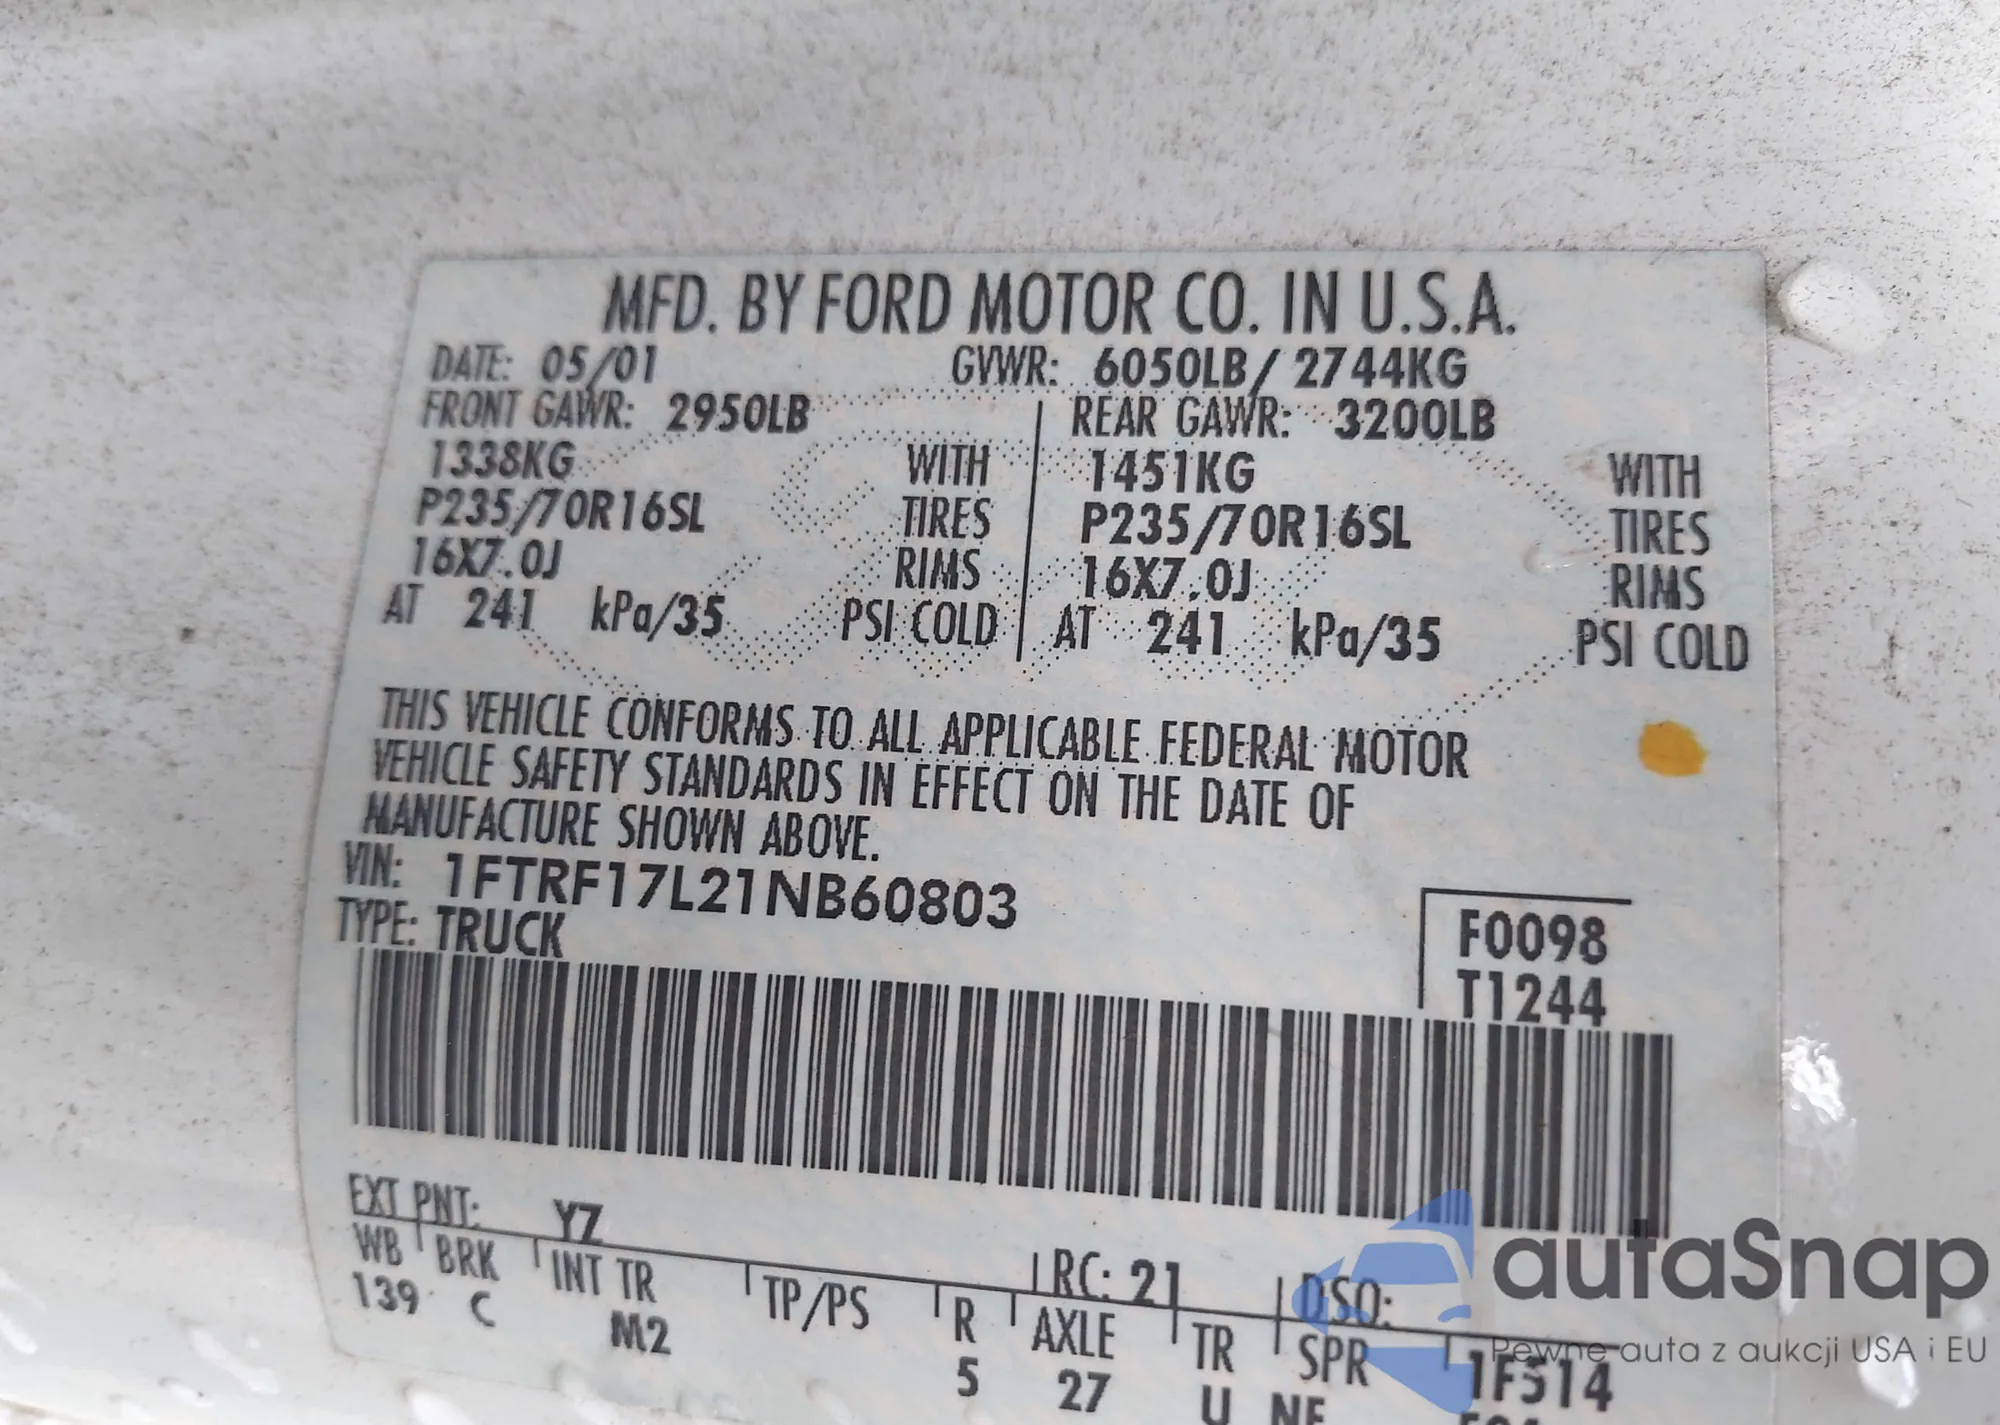 MFD. BY FORD MOTOR CO. IN U.S.A.
DATE: 05/01 GVWR: 6050LB/ 2744KG
FRONT GAWR: 2950LB REAR GAWR: 3200LB
1338KG WITH 1451KG WITH
P235/70R16SL TIRES P235/70R16SL TIRES
16X7.0J RIMS 16X7.0J RIMS
AT 241 kPa/35 PSI COLD AT 241 kPa/35 PSI COLD
THIS VEHICLE CONFORMS TO ALL APPLICABLE FEDERAL MOTOR
VEHICLE SAFETY STANDARDS IN EFFECT ON THE DATE OF
MANUFACTURE SHOWN ABOVE.
VIN: 1FTRF17L21NB60803
TYPE: TRUCK
F0098
T1244
EXT PNT: YZ RC: 21 DSO:
WB BRK INT TR TP/PS R AXLE TR SPR 1F514
139 C M2 5 27 U NF
autaSnap
Pewne auta z aukcji USA i EU